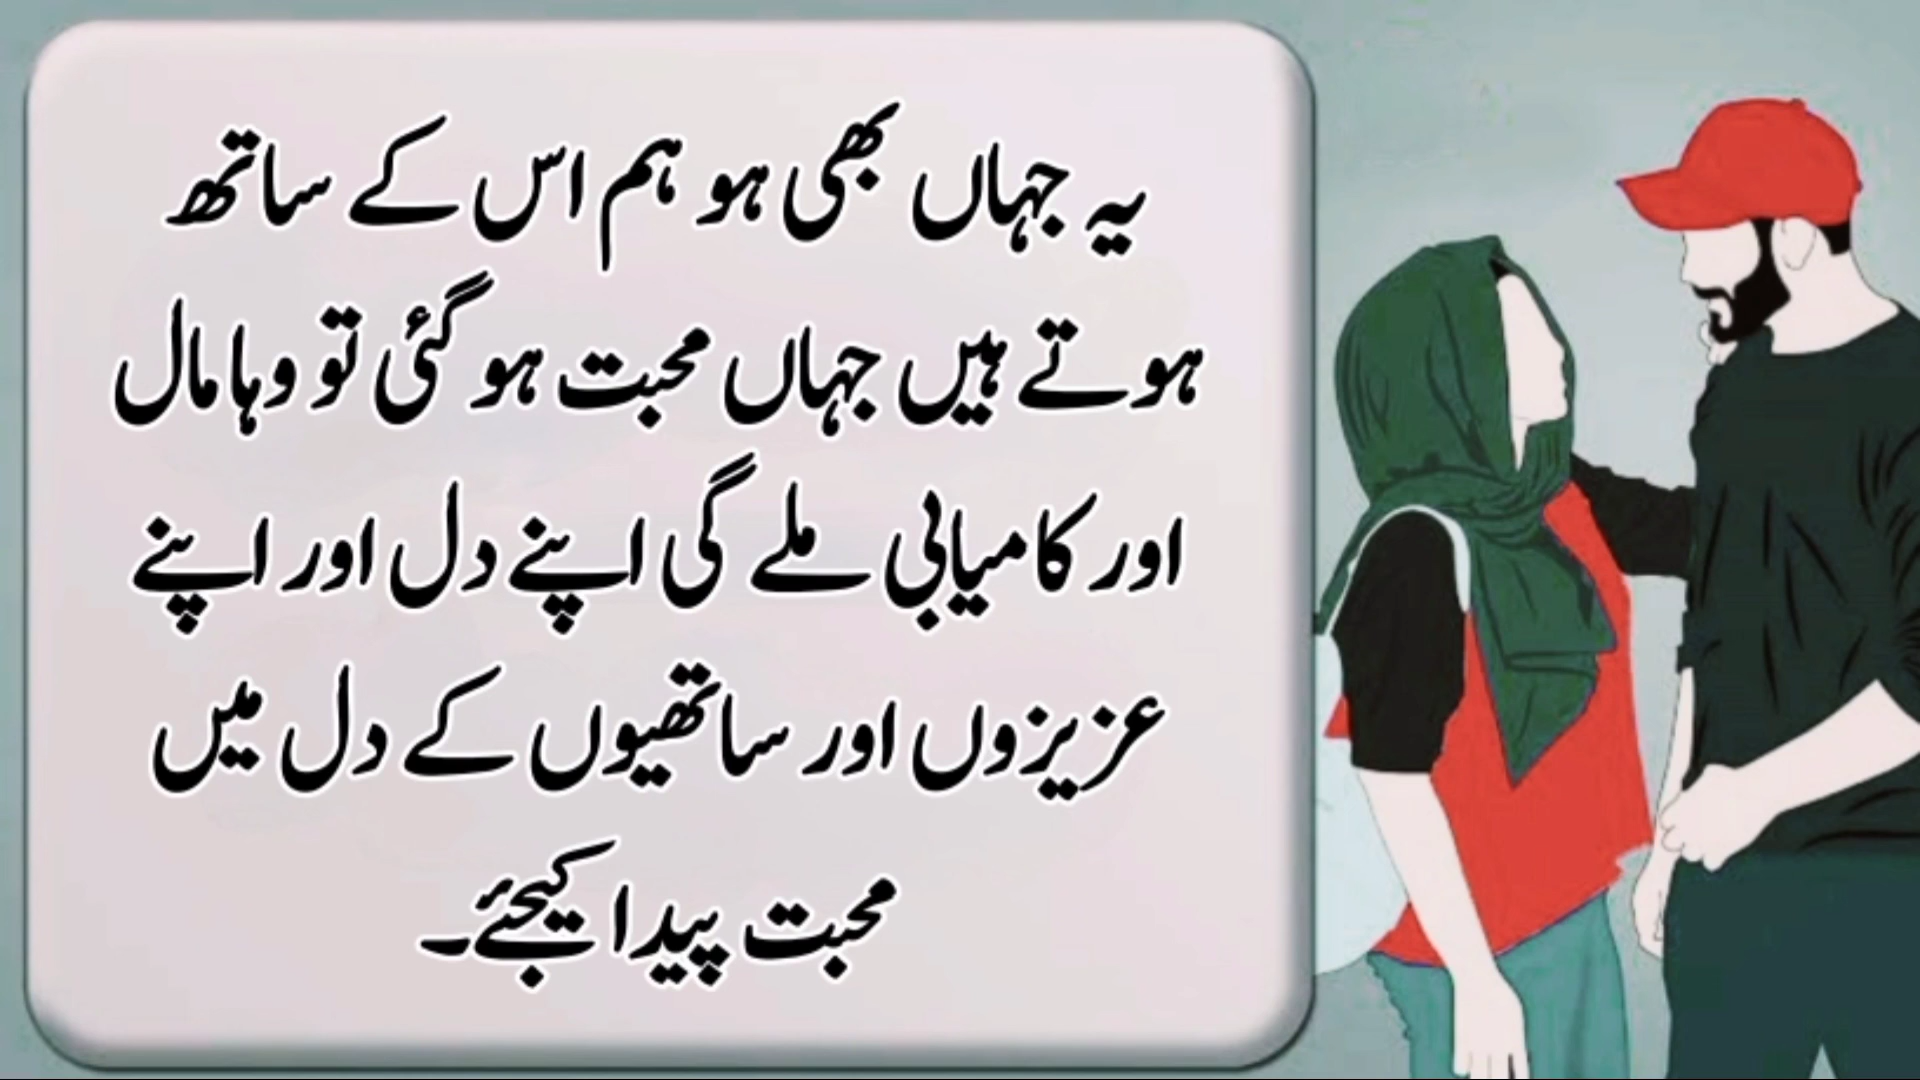 یہ جہاں بھی ہو ہم اس کے ساتھ
ہوتے ہیں جہاں محبت ہو گئی تو وہا مال
اور کامیابی ملے گی اپنے دل اور اپنے
عزیزوں اور ساتھیوں کے دل میں
محبت پیدا کیجئے۔